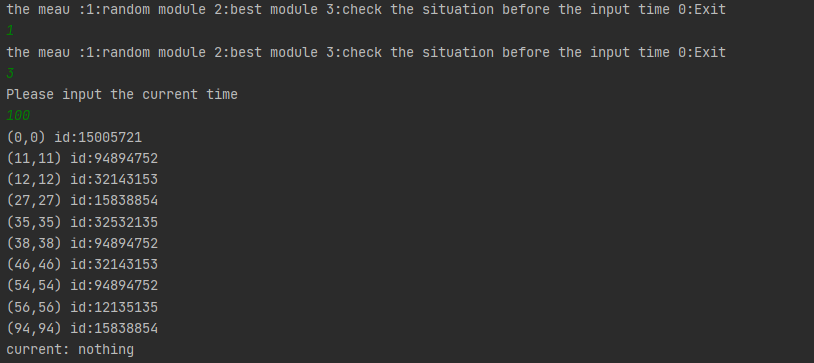 the meau :1:random module 2:best module 3:check the situation before the input time 0:Exit
1
the meau :1:random module 2:best module 3:check the situation before the input time 0:Exit
3
Please input the current time
100
(0,0) id:15005721
(11,11) id:94894752
(12,12) id:32143153
(27,27) id:15838854
(35,35) id:32532135
(38,38) id:94894752
(46,46) id:32143153
(54,54) id:94894752
(56,56) id:12135135
(94,94) id:15838854
current: nothing